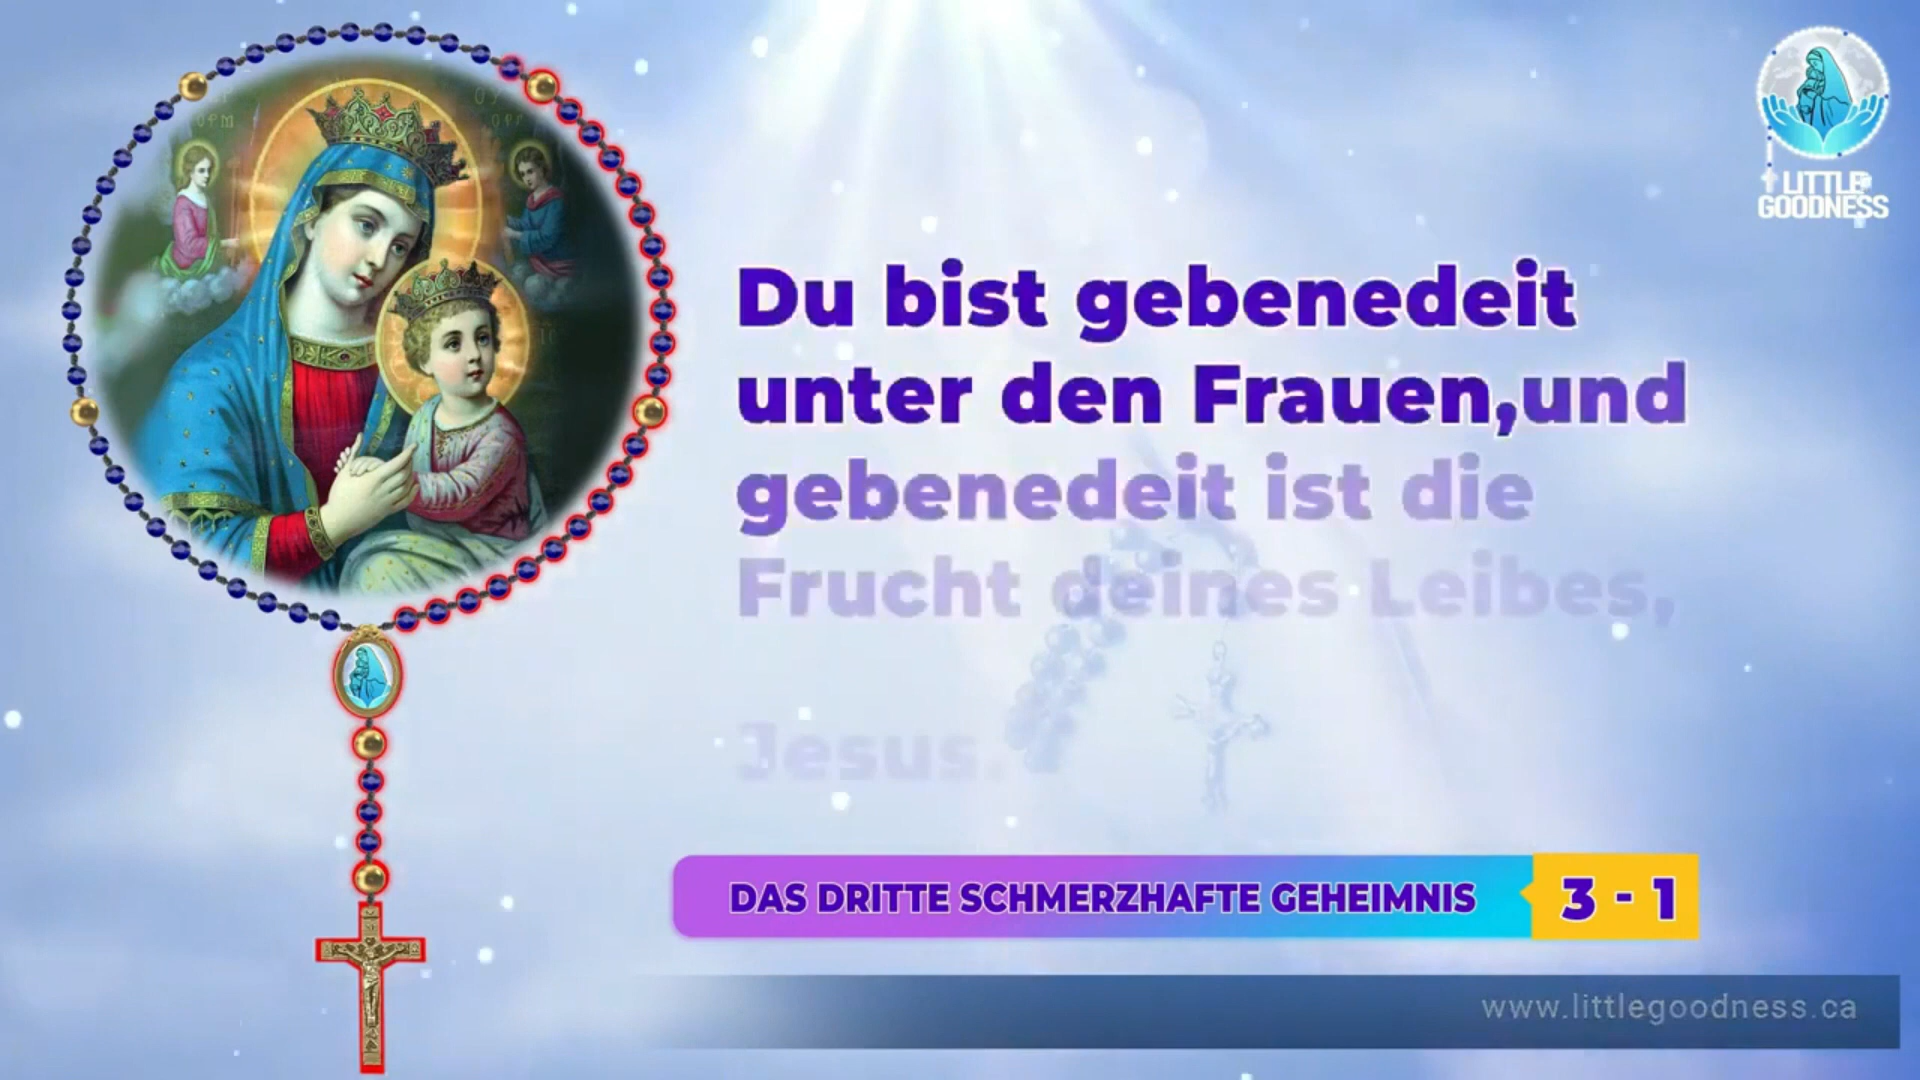 LITTLE
GOODNESS
Du bist gebenedeit
unter den Frauen,und
gebenedeit ist die
Frucht deines Leibes,
Jesus.
DAS DRITTE SCHMERZHAFTE GEHEIMNIS
3 - 1
www.littlegoodness.ca